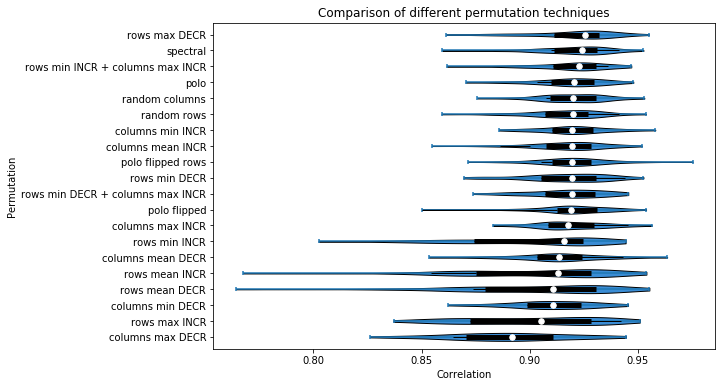 Comparison of different permutation techniques
Permutation
rows max DECR
spectral
rows min INCR + columns max INCR
polo
random columns
random rows
columns min INCR
columns mean INCR
polo flipped rows
rows min DECR
rows min DECR + columns max INCR
polo flipped
columns max INCR
rows min INCR
columns mean DECR
rows mean INCR
rows mean DECR
columns min DECR
rows max INCR
columns max DECR
0.80 0.85 0.90 0.95
Correlation